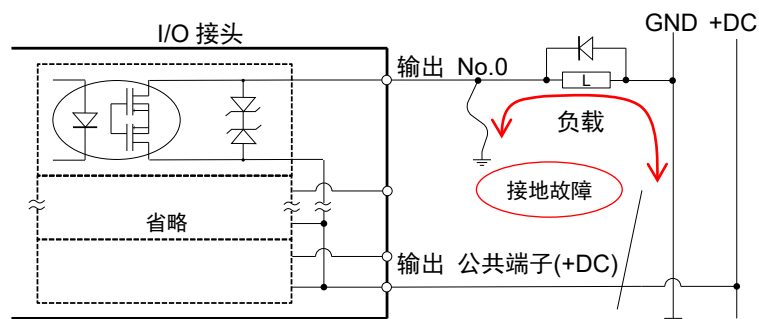 GND +DC
I/O 接头
输出 No.0
L
负载
接地故障
省略
输出 公共端子(+DC)